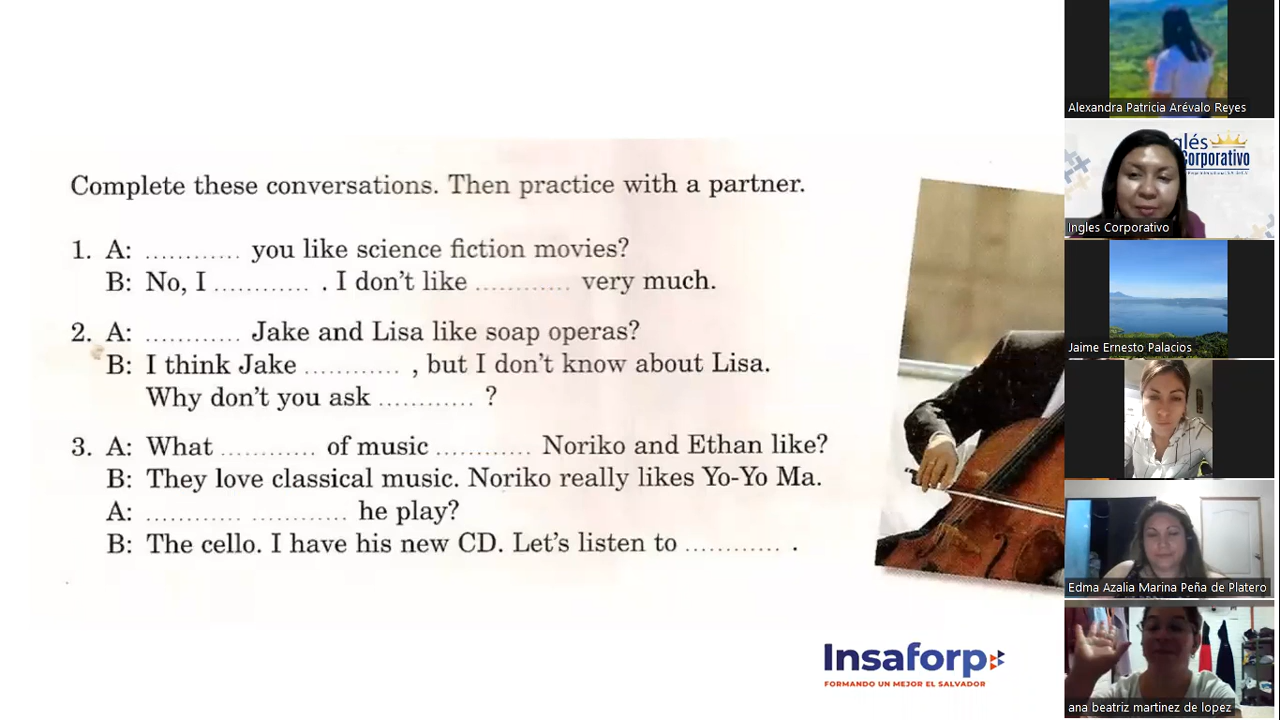 Complete these conversations. Then practice with a partner.
1. A: ............ you like science fiction movies?
B: No, I ............ . I don't like ............ very much.
2. A: ............ Jake and Lisa like soap operas?
B: I think Jake ............ , but I don't know about Lisa.
Why don't you ask ............ ?
3. A: What ............ of music ............ Noriko and Ethan like?
B: They love classical music. Noriko really likes Yo-Yo Ma.
A: ............ ............ he play?
B: The cello. I have his new CD. Let's listen to ............ .
Insaforp
FORMANDO UN MEJOR EL SALVADOR
Alexandra Patricia Arévalo Reyes
glés
Corporativo
Ingles Corporativo
Jaime Ernesto Palacios
Edma Azalia Marina Peña de Platero
ana beatriz martinez de lopez